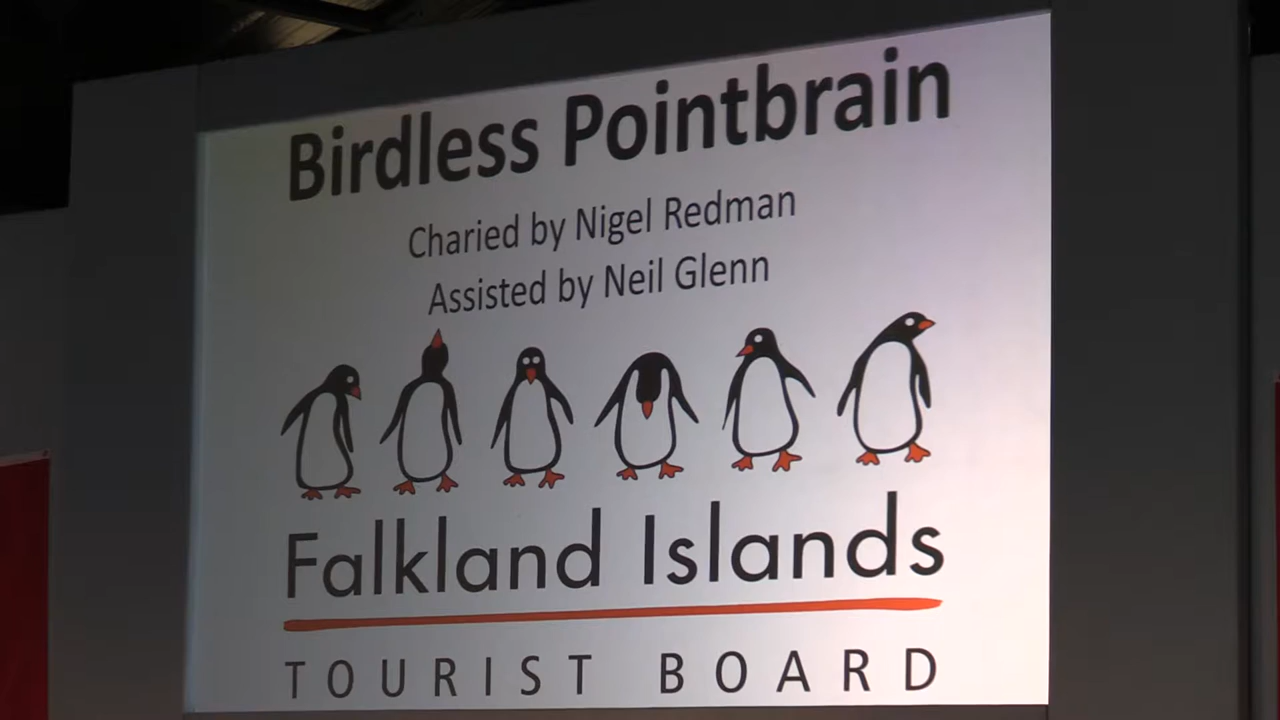 Birdless Pointbrain
Charied by Nigel Redman
Assisted by Neil Glenn
Falkland Islands
TOURIST BOARD